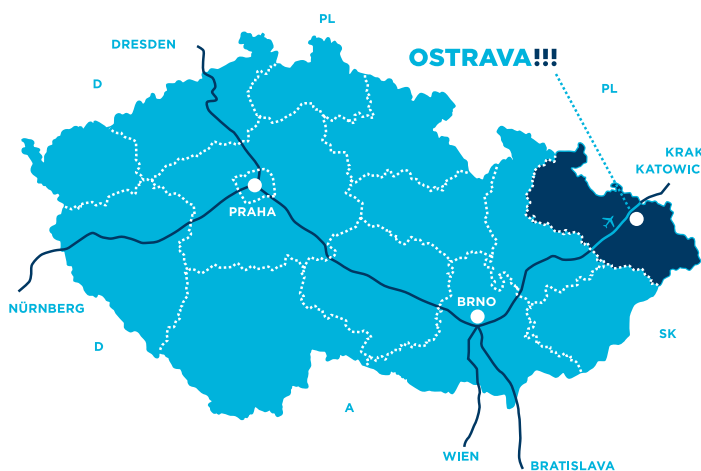 PL
DRESDEN
OSTRAVA!!!
D
PL
KRAK
KATOWIC
PRAHA
NÜRNBERG
BRNO
SK
D
A
WIEN
BRATISLAVA